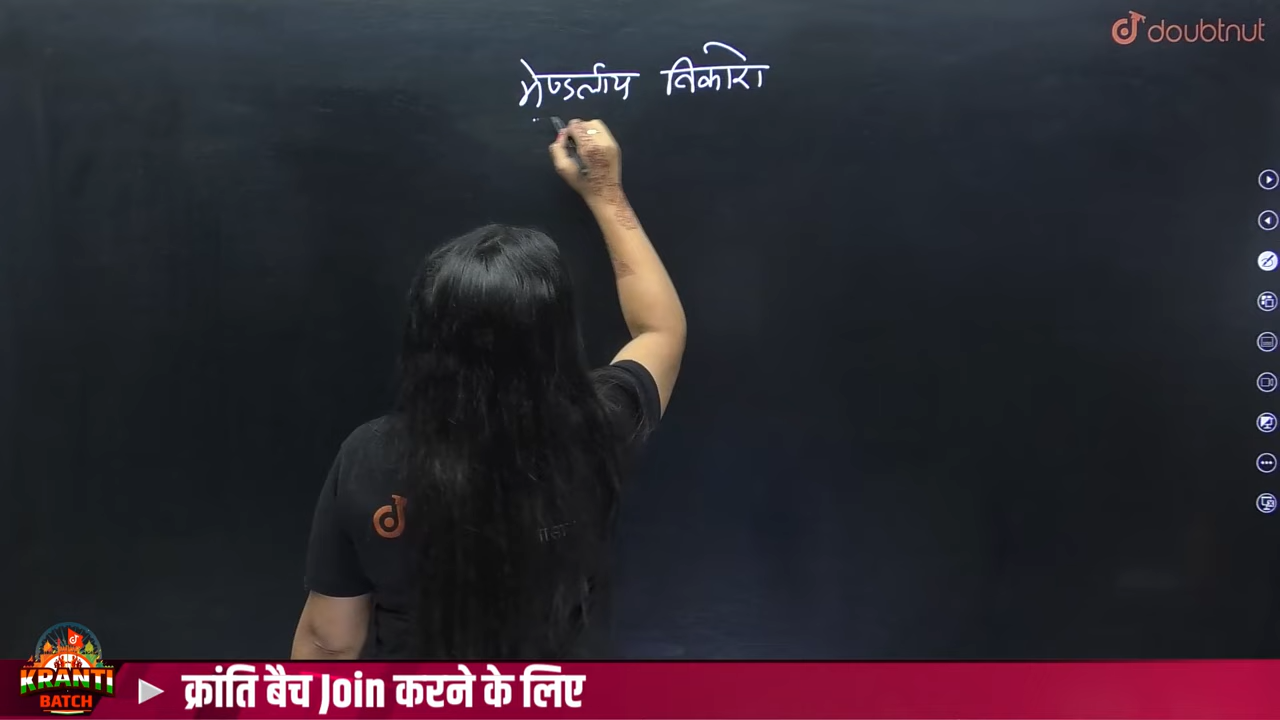 doubtnut
मेण्डलीय विकारो
KRANTI
BATCH
क्रांति बैच Join करने के लिए